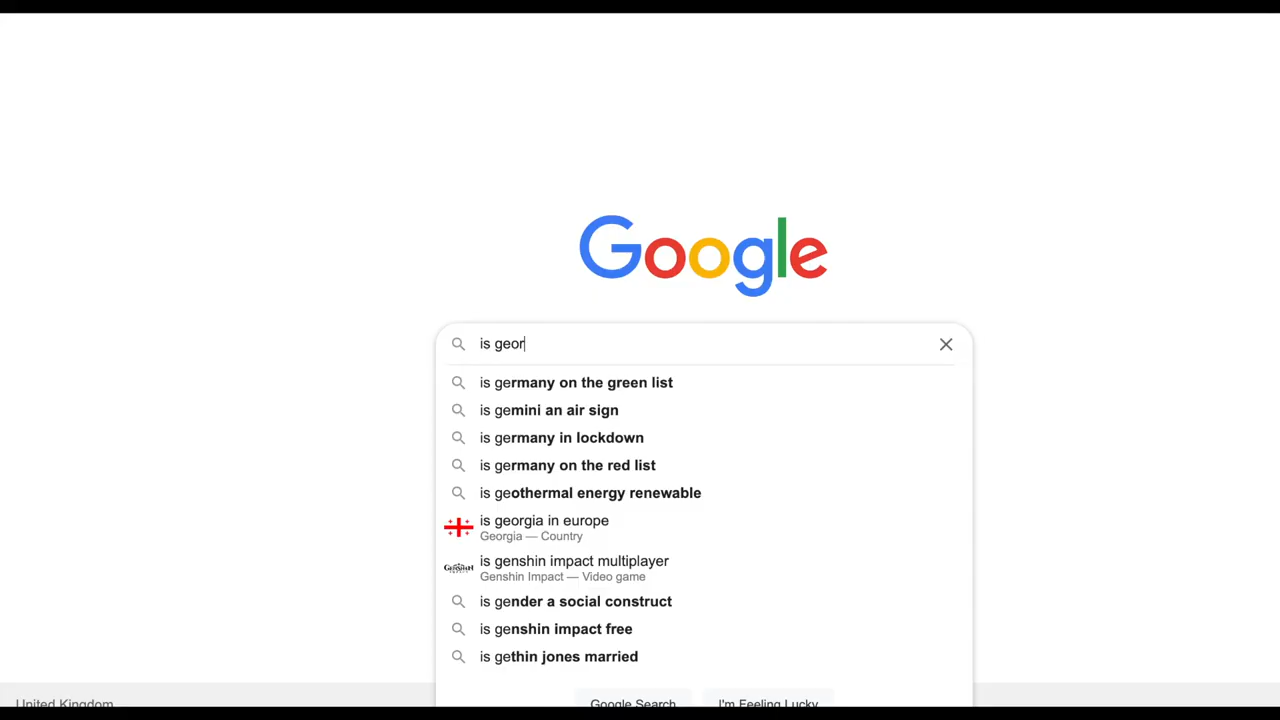 Google
is geor
is germany on the green list
is gemini an air sign
is germany in lockdown
is germany on the red list
is geothermal energy renewable
is georgia in europe
Georgia — Country
GENSHIN
is genshin impact multiplayer
Genshin Impact — Video game
is gender a social construct
is genshin impact free
is gethin jones married
United Kingdom
Google Search
I'm Feeling Lucky